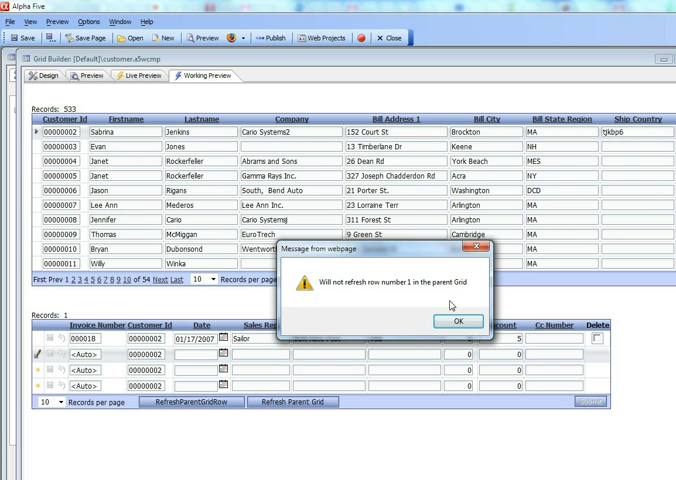 Alpha Five
File View Preview Options Window Help
Save Save Page Open New Preview Publish Web Projects Close
Grid Builder: [Default]\customer.a5wcmp
Design Preview Live Preview Working Preview
Records: 533
Customer Id Firstname Lastname Company Bill Address 1 Bill City Bill State Region Ship Country
00000002 Sabrina Jenkins Cario Systems2 152 Court St Brockton MA tjkbp6
00000003 Evan Jones 13 Timberlane Dr Keene NH
00000004 Janet Rockerfeller Abrams and Sons 26 Dean Rd York Beach MES
00000005 Janet Rockerfeller Gamma Rays Inc. 327 Joseph Chadderdon Rd Acra NY
00000006 Jason Rigans South, Bend Auto 21 Porter St. Washington DCD
00000007 Lee Ann Mederos Lee Ann Inc. 23 Lorraine Terr Arlington MA
00000008 Jennifer Cario Cario Systemsj 311 Forest St Arlington MA
00000009 Thomas McMiggan EuroTech 9 Green St Cambridge MA
00000010 Bryan Dubonsond MA
00000011 Willy Winka MA
First Prev 1 2 3 4 5 6 7 8 9 10 of 54 Next Last 10 Records per page
Message from webpage
Will not refresh row number 1 in the parent Grid
OK
Records: 1
Invoice Number Customer Id Date Sales Rep Cc Number Delete
000018 00000002 01/17/2007 Sailor 5
<Auto> 00000002 0 0
<Auto> 00000002 0 0
<Auto> 00000002 0 0
10 Records per page RefreshParentGridRow Refresh Parent Grid Submit